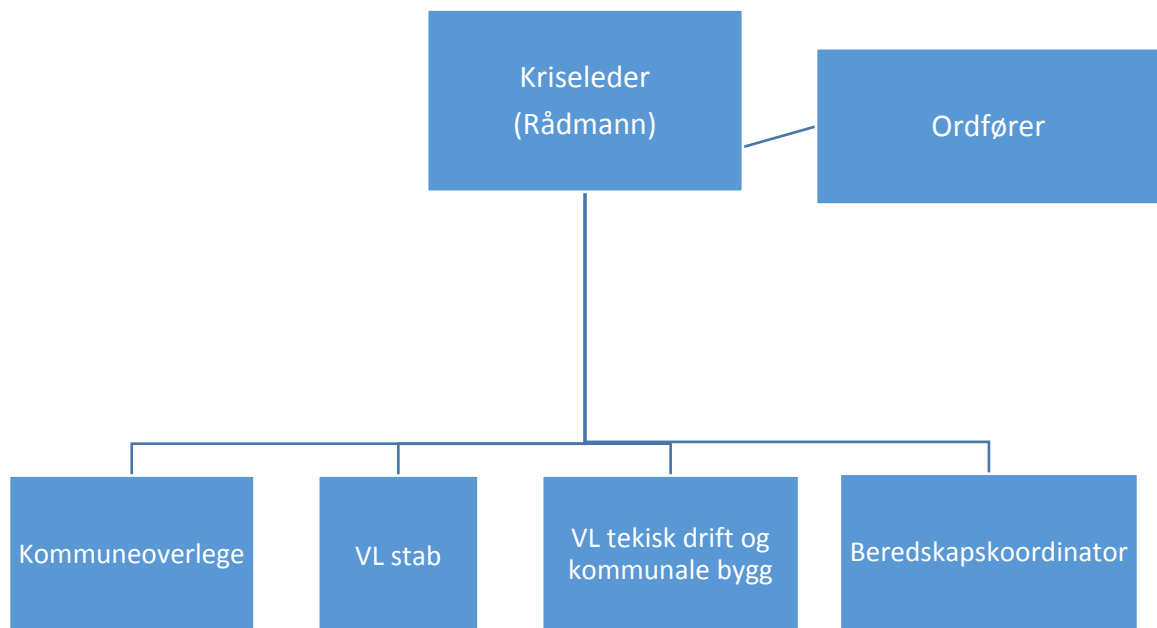 Kriseleder
(Rådmann)
Ordfører
Kommuneoverlege
VL stab
VL tekisk drift og
kommunale bygg
Beredskapskoordinator